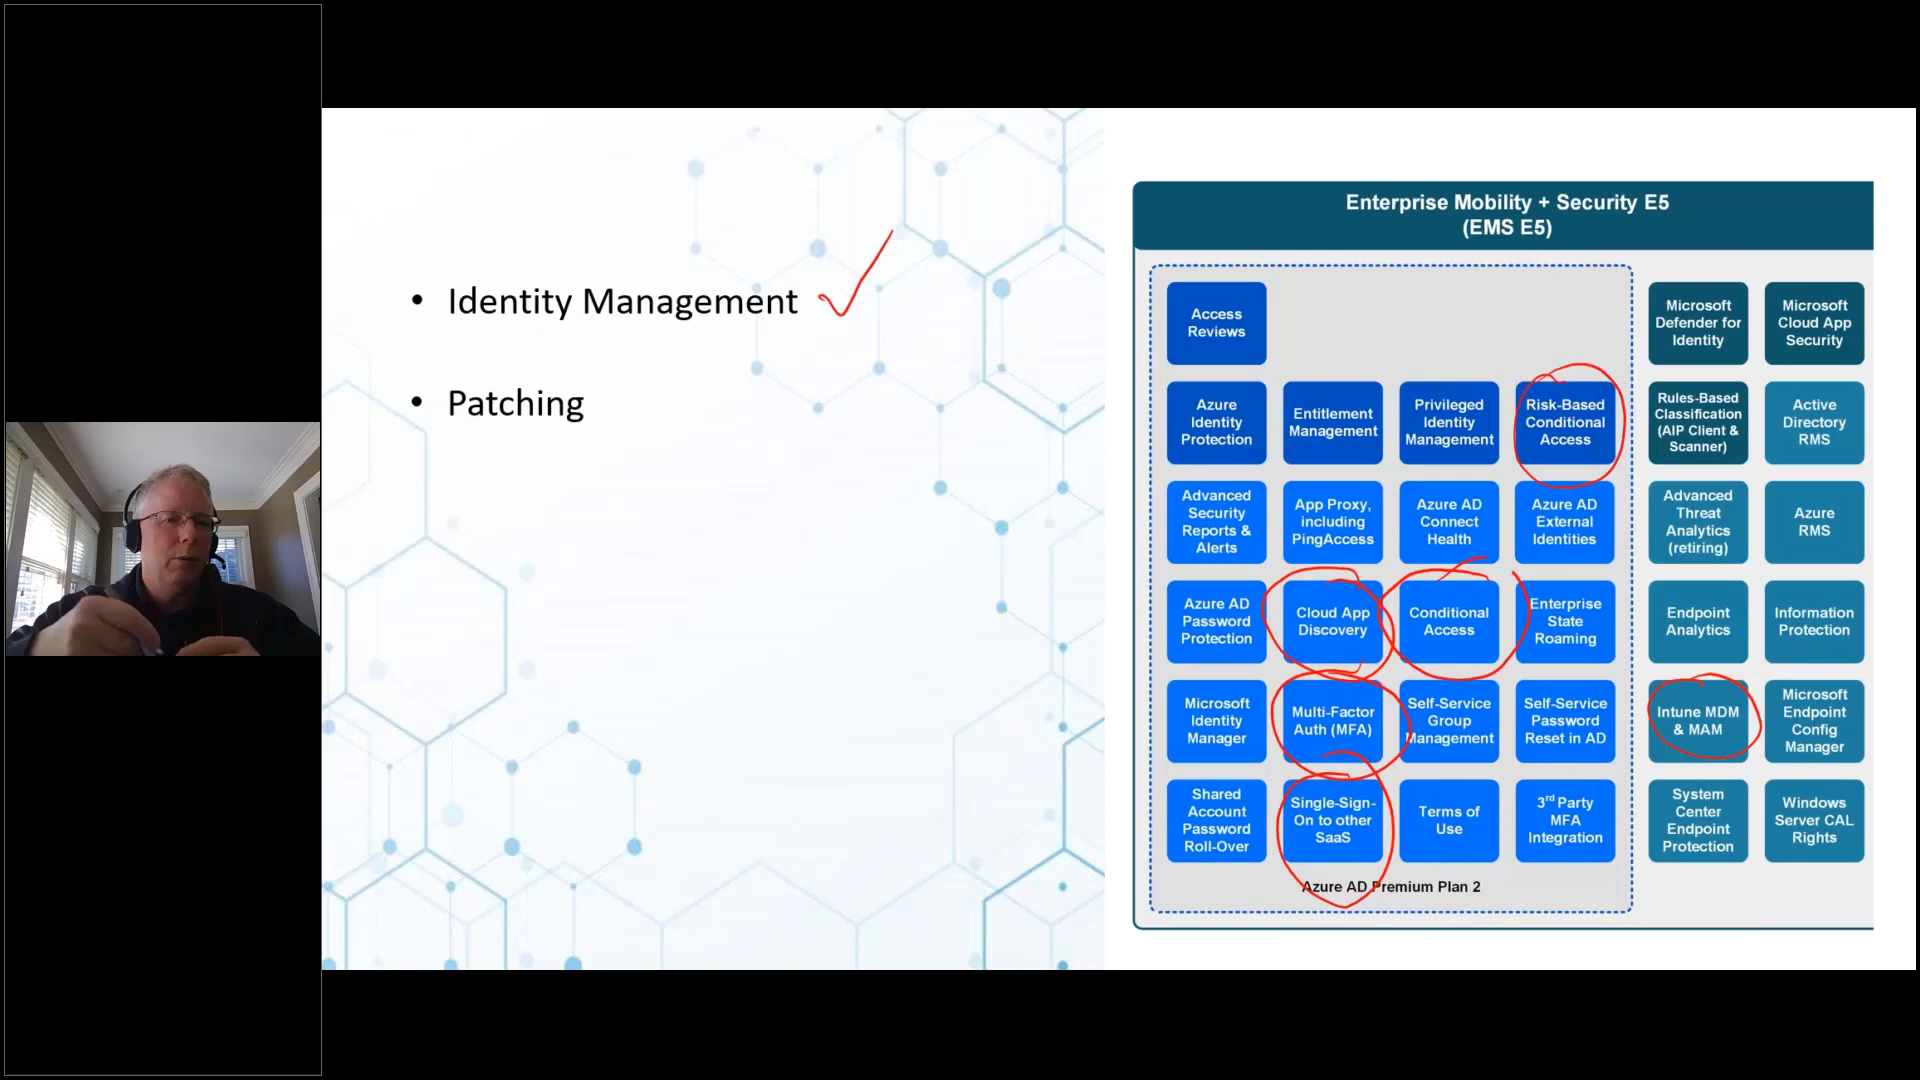 • Identity Management
• Patching
Enterprise Mobility + Security E5
(EMS E5)
Access
Reviews
Microsoft
Defender for
Identity
Microsoft
Cloud App
Security
Azure
Identity
Protection
Entitlement
Management
Privileged
Identity
Management
Risk-Based
Conditional
Access
Rules-Based
Classification
(AIP Client &
Scanner)
Active
Directory
RMS
Advanced
Security
Reports &
Alerts
App Proxy,
including
PingAccess
Azure AD
Connect
Health
Azure AD
External
Identities
Advanced
Threat
Analytics
(retiring)
Azure
RMS
Azure AD
Password
Protection
Cloud App
Discovery
Conditional
Access
Enterprise
State
Roaming
Endpoint
Analytics
Information
Protection
Microsoft
Identity
Manager
Multi-Factor
Auth (MFA)
Self-Service
Group
Management
Self-Service
Password
Reset in AD
Intune MDM
& MAM
Microsoft
Endpoint
Config
Manager
Shared
Account
Password
Roll-Over
Single-Sign-
On to other
SaaS
Terms of
Use
3rd Party
MFA
Integration
System
Center
Endpoint
Protection
Windows
Server CAL
Rights
Azure AD Premium Plan 2